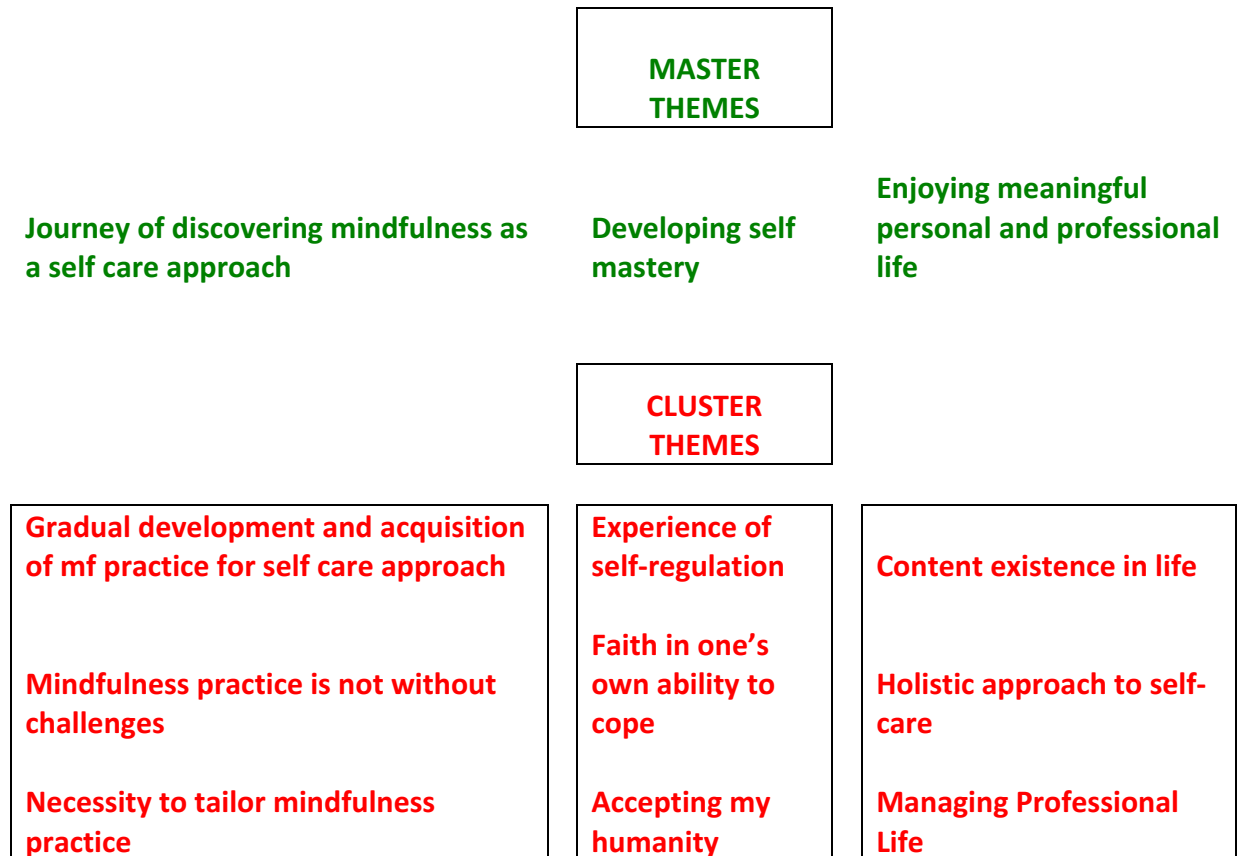 MASTER
THEMES
Journey of discovering mindfulness as
a self care approach
Developing self
mastery
Enjoying meaningful
personal and professional
life
CLUSTER
THEMES
Gradual development and acquisition
of mf practice for self care approach
Mindfulness practice is not without
challenges
Necessity to tailor mindfulness
practice
Experience of
self-regulation
Faith in one’s
own ability to
cope
Accepting my
humanity
Content existence in life
Holistic approach to self-
care
Managing Professional
Life